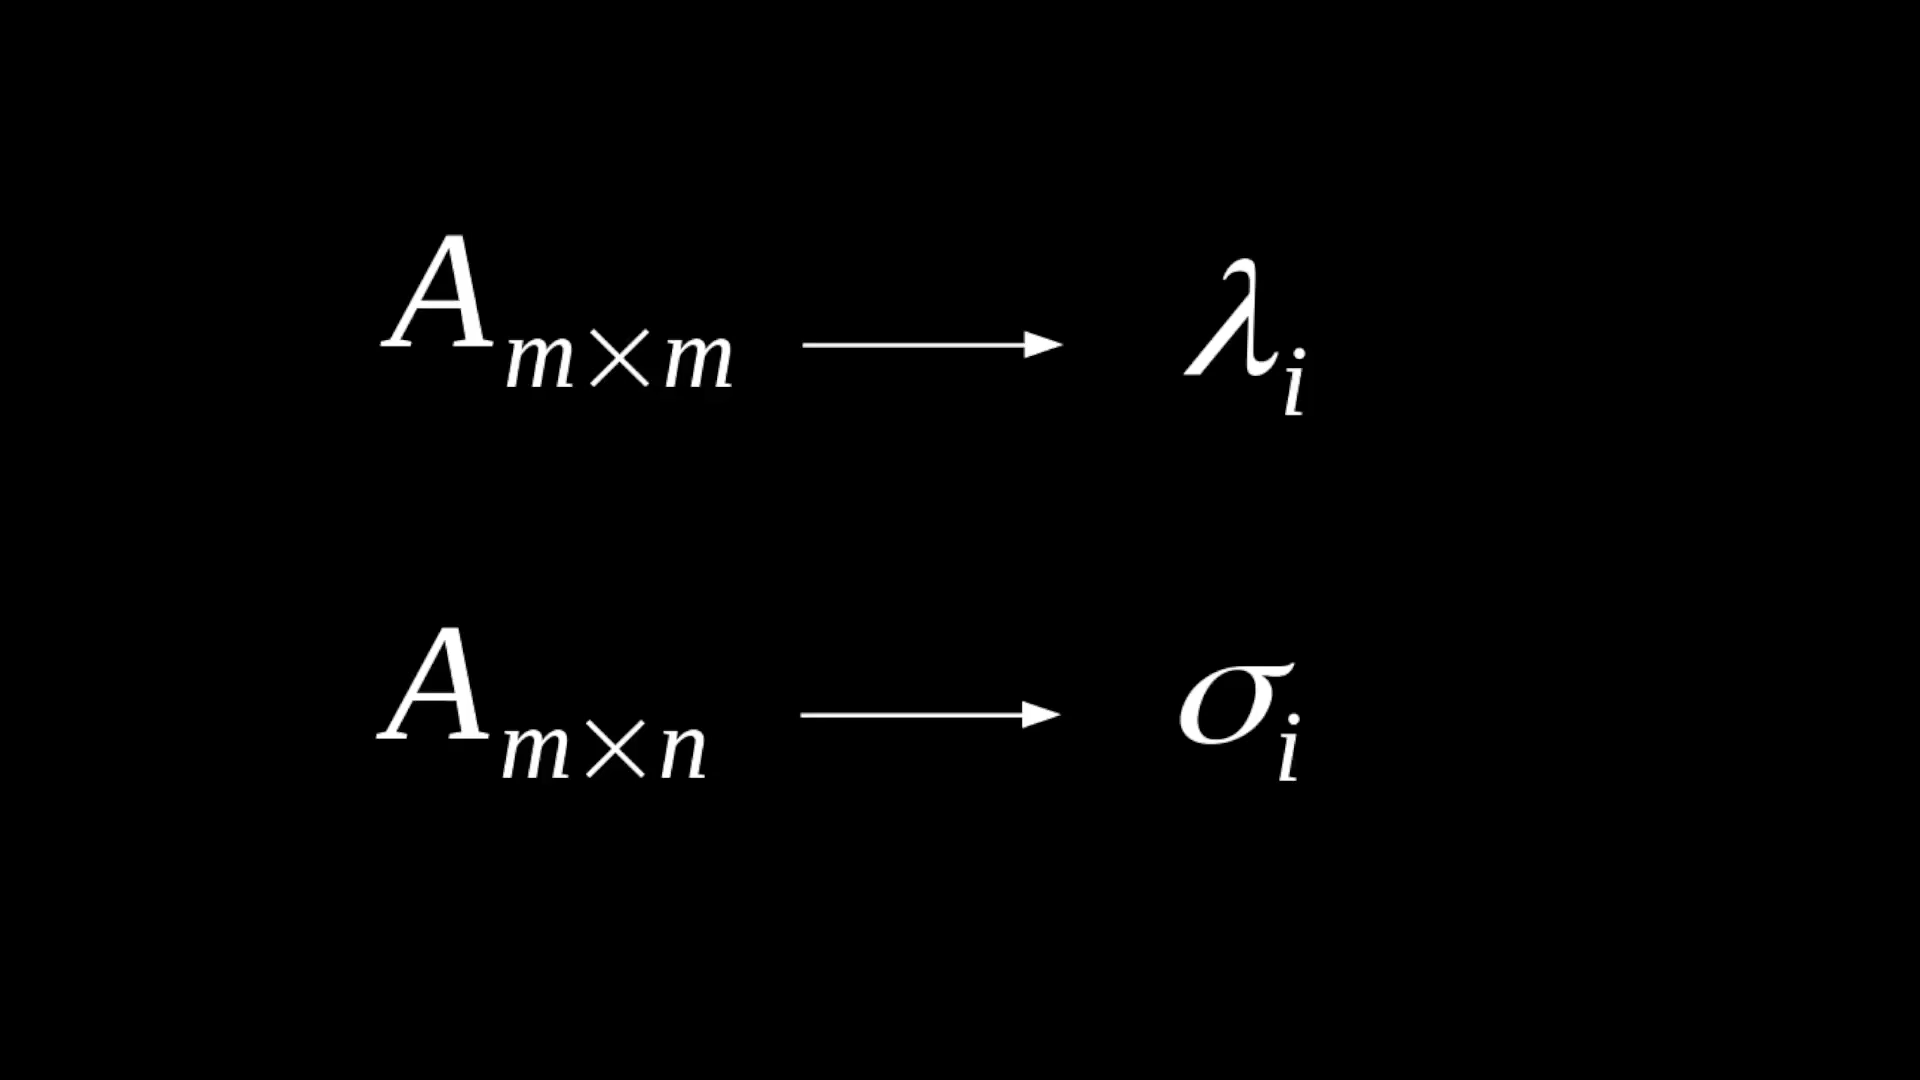 A_{m×m} ⟶ λ_i
A_{m×n} ⟶ σ_i